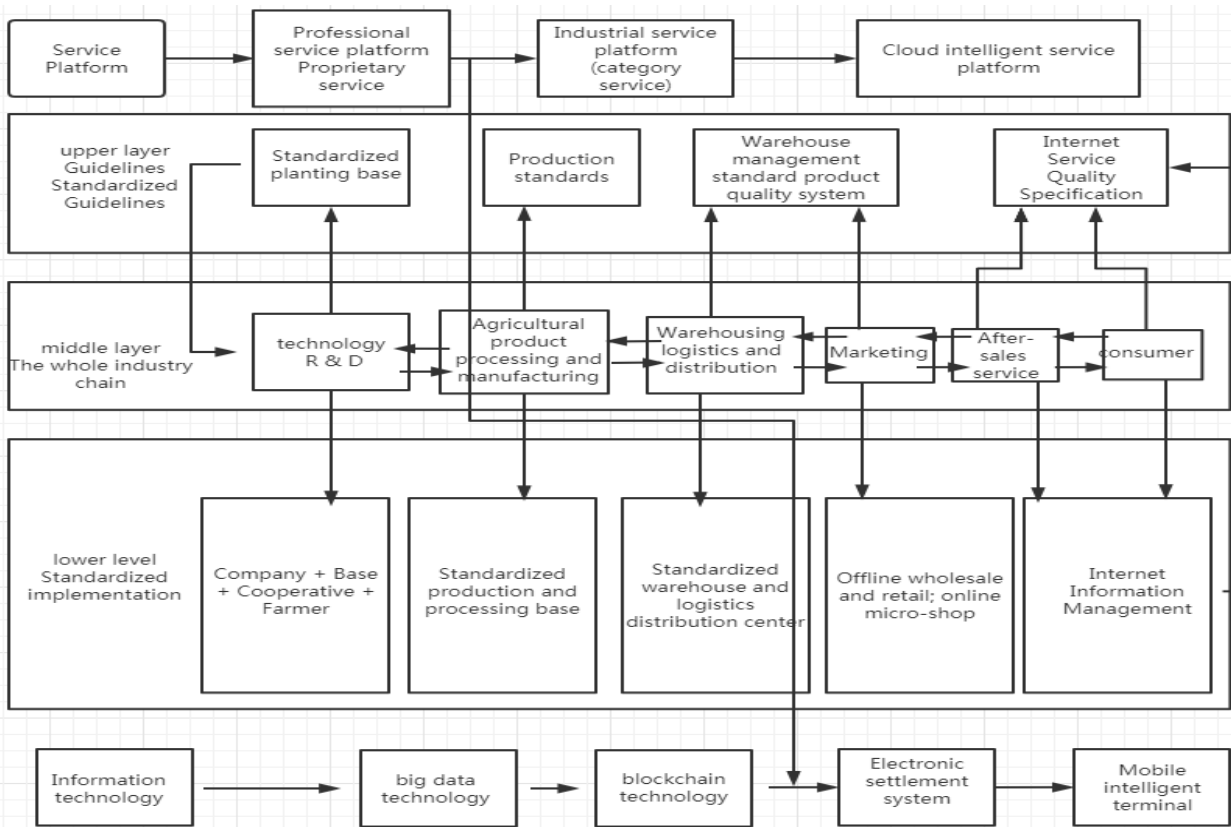 Service
Platform
Professional
service platform
Proprietary
service
Industrial service
platform
(category
service)
Cloud intelligent service
platform
upper layer
Guidelines
Standardized
Guidelines
Standardized
planting base
Production
standards
Warehouse
management
standard product
quality system
Internet
Service
Quality
Specification
middle layer
The whole industry
chain
technology
R & D
Agricultural
product
processing and
manufacturing
Warehousing
logistics and
distribution
Marketing
After-
sales
service
consumer
lower level
Standardized
implementation
Company + Base
+ Cooperative +
Farmer
Standardized
production and
processing base
Standardized
warehouse and
logistics
distribution center
Offline wholesale
and retail; online
micro-shop
Internet
Information
Management
Information
technology
big data
technology
blockchain
technology
Electronic
settlement
system
Mobile
intelligent
terminal